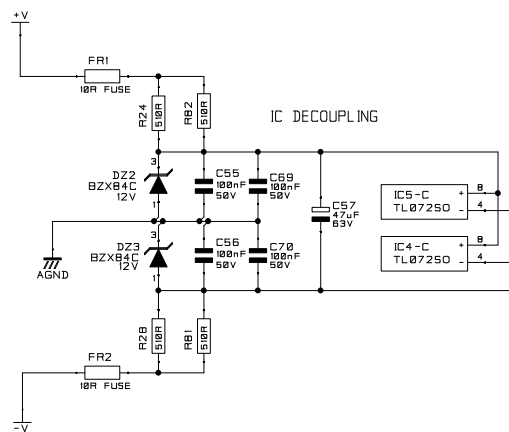 +V
FR1
10R FUSE
R24
510R
R82
510R
IC DECOUPLING
3
DZ2
BZX84C
12V
1
C55
100nF
50V
C69
100nF
50V
C57
47uF
63V
IC5-C
TL072SO
+ 8
- 4
IC4-C
TL072SO
+ 8
- 4
AGND
3
DZ3
BZX84C
12V
1
C56
100nF
50V
C70
100nF
50V
R28
510R
R81
510R
FR2
10R FUSE
-V